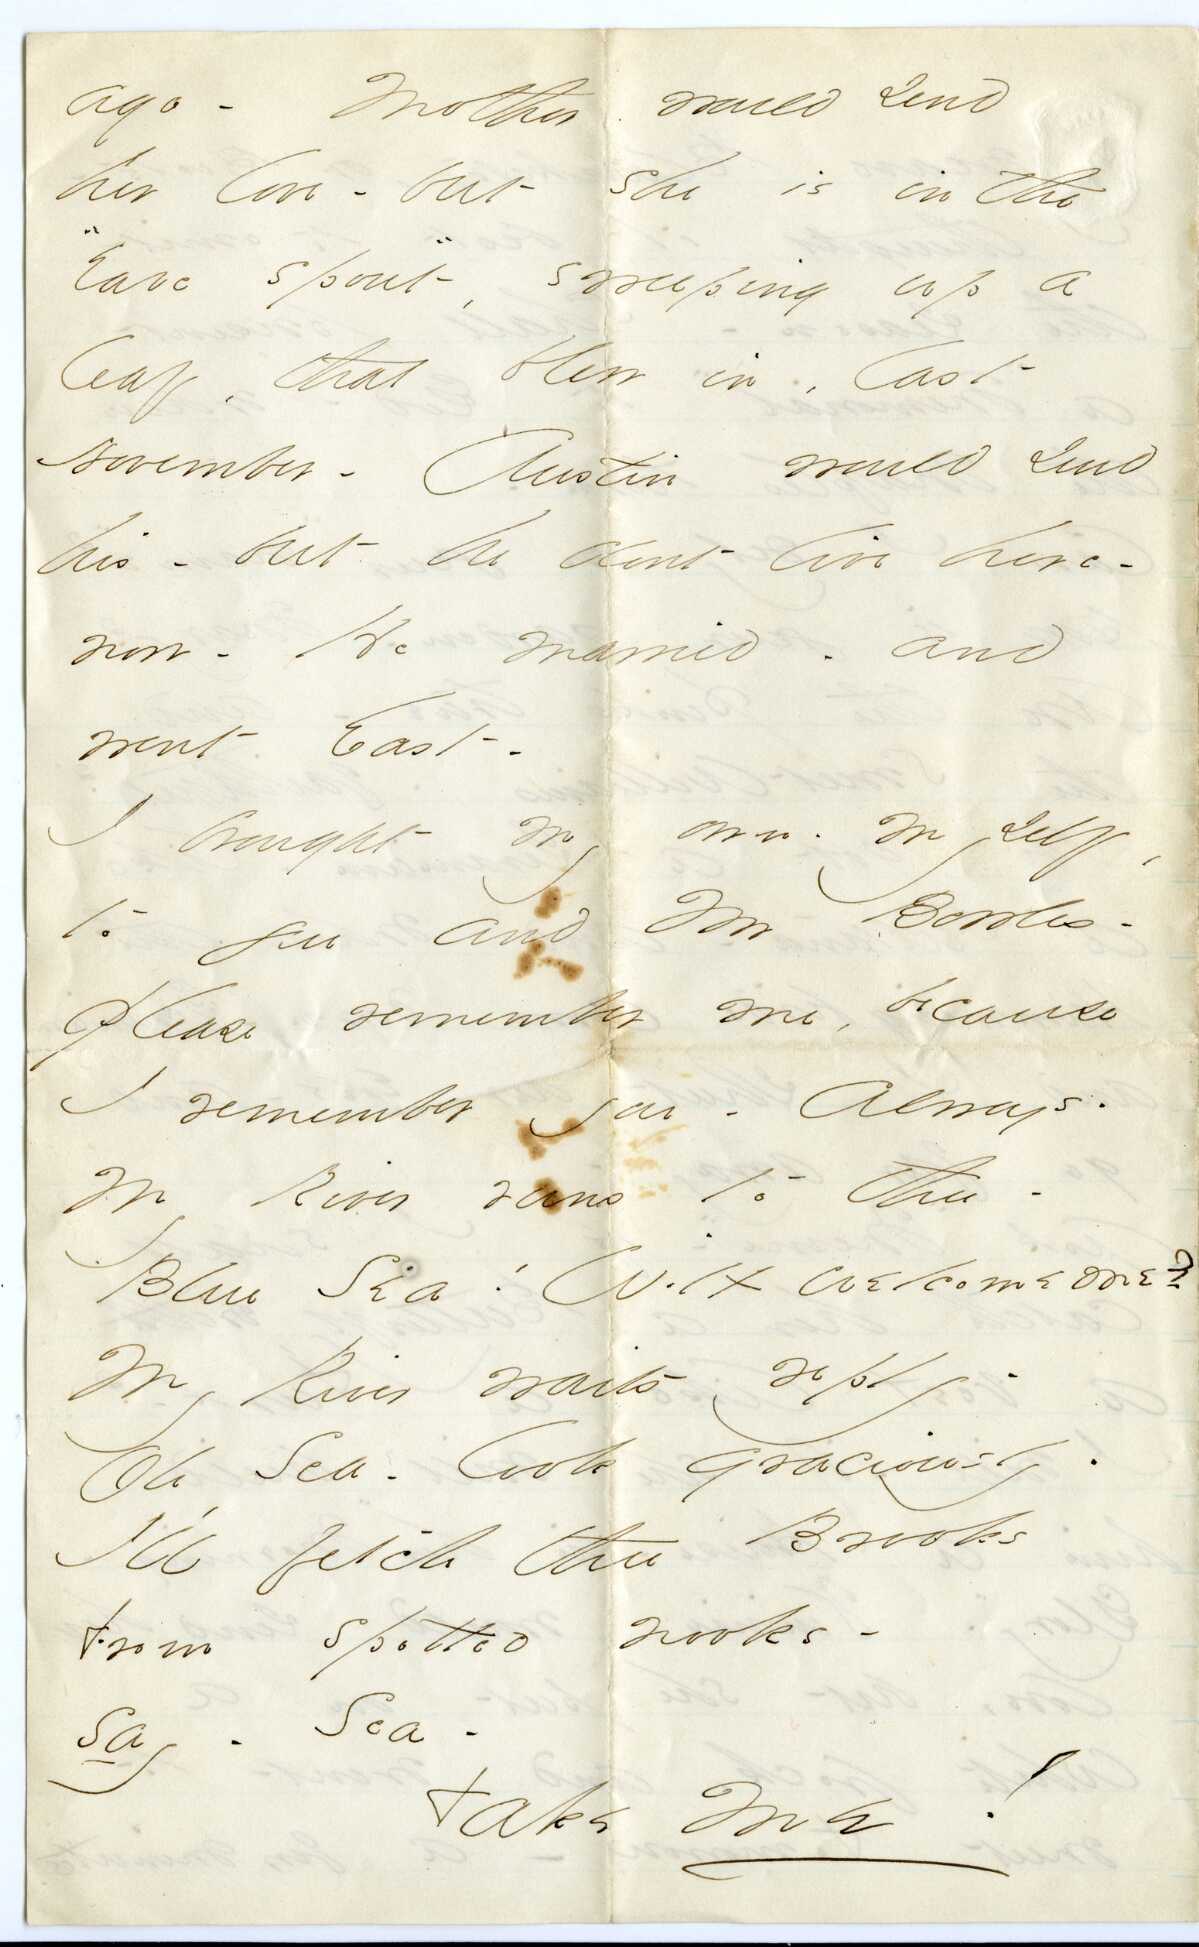 ago - Mother would send
her love - but she is in the
"Eave spout", sweeping up a
leaf, that blew in, last
November - Austin would send
his - but he dont live here -
now - He married - and
went East -
I brought my own - myself,
to you and Mr Bowles -
Please remember me, because
I remember you - Always -
My River runs to thee -
Blue Sea! Wilt welcome me?
My River waits reply -
Oh Sea - look graciously -
I'll fetch thee Brooks
from spotted nooks -
Say - Sea -
take me!